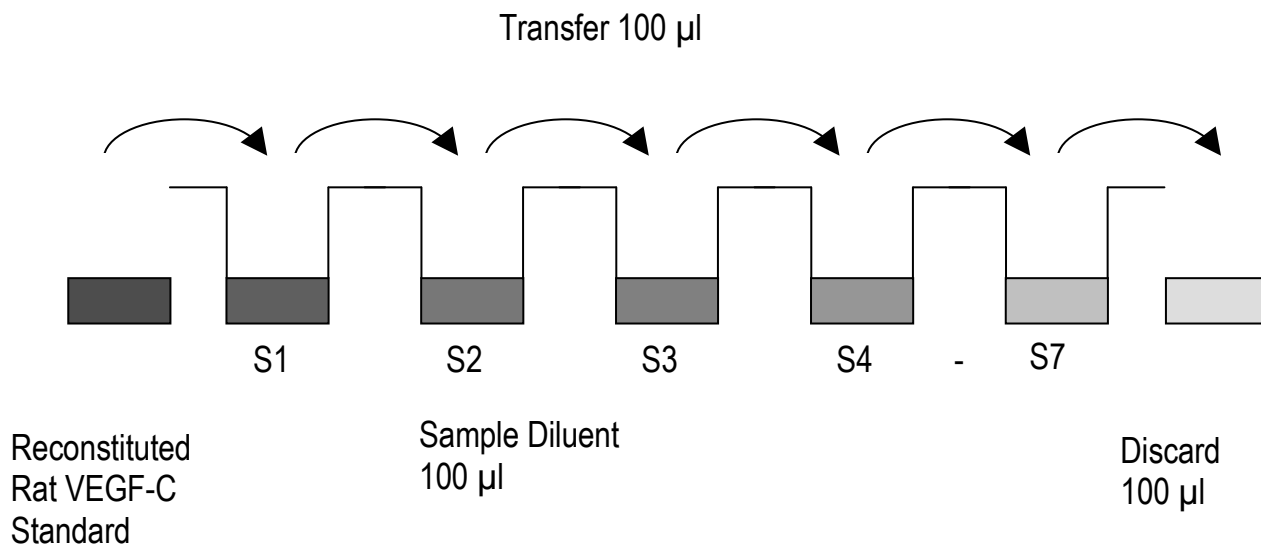 Transfer 100 µl
S1 S2 S3 S4 - S7
Reconstituted
Rat VEGF-C
Standard
Sample Diluent
100 µl
Discard
100 µl